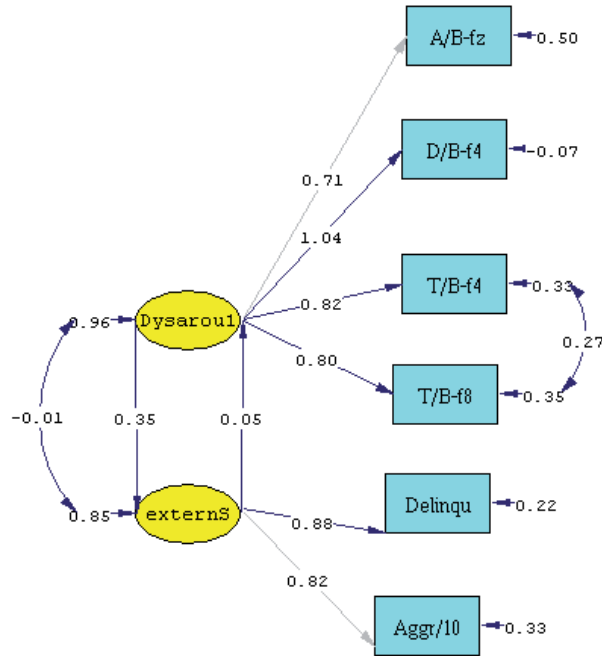 A/B-fz
0.50
D/B-f4
-0.07
0.71
1.04
T/B-f4
0.33
0.82
Dysarou1
0.96
0.27
0.80
T/B-f8
0.35
-0.01
0.35
0.05
Delinqu
0.22
externS
0.85
0.88
0.82
Aggr/10
0.33